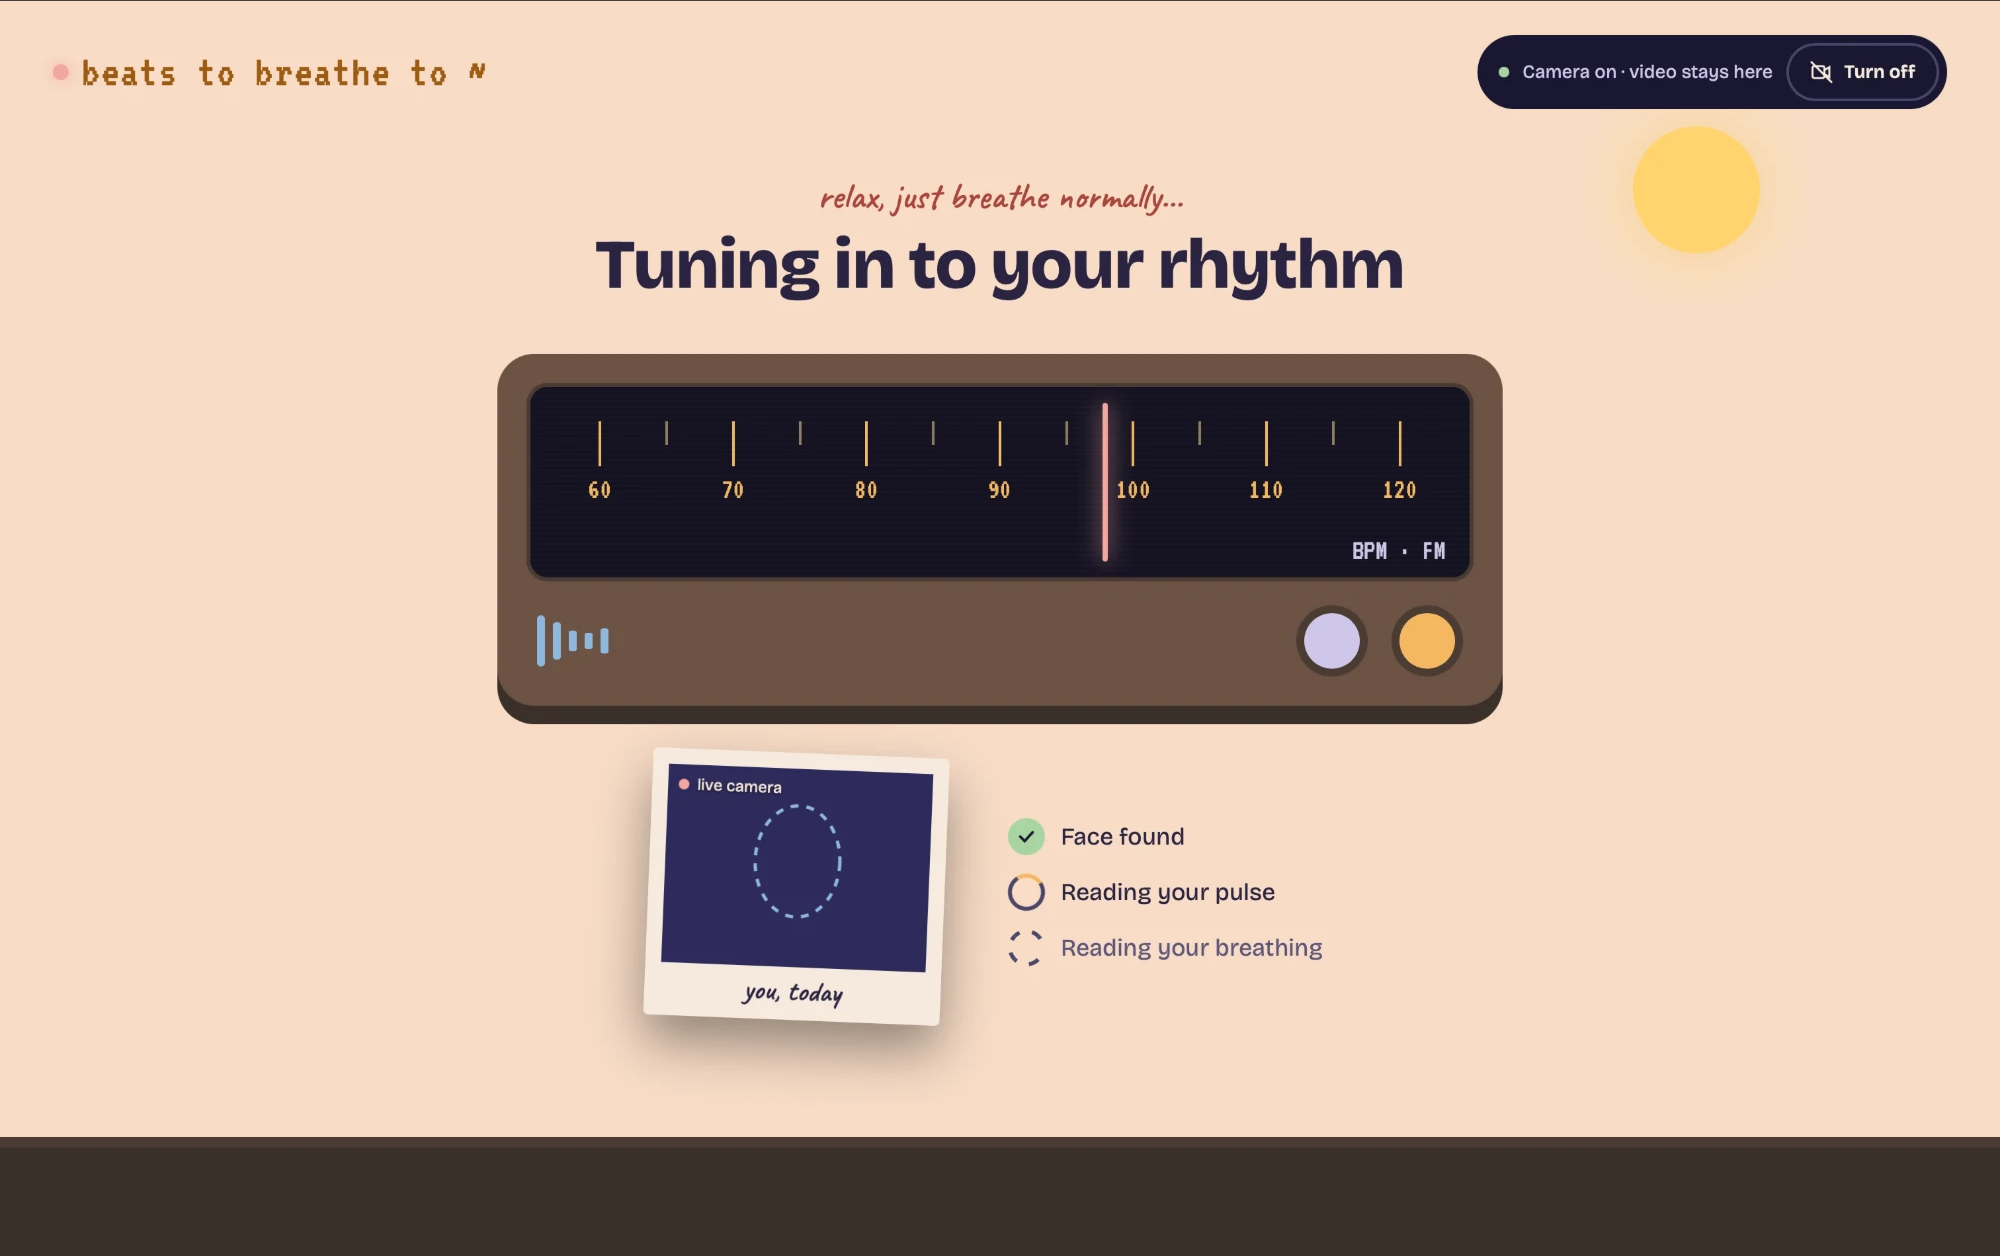 beats to breathe to
Camera on · video stays here
Turn off
relax, just breathe normally...
Tuning in to your rhythm
60 70 80 90 100 110 120
BPM · FM
live camera
you, today
Face found
Reading your pulse
Reading your breathing